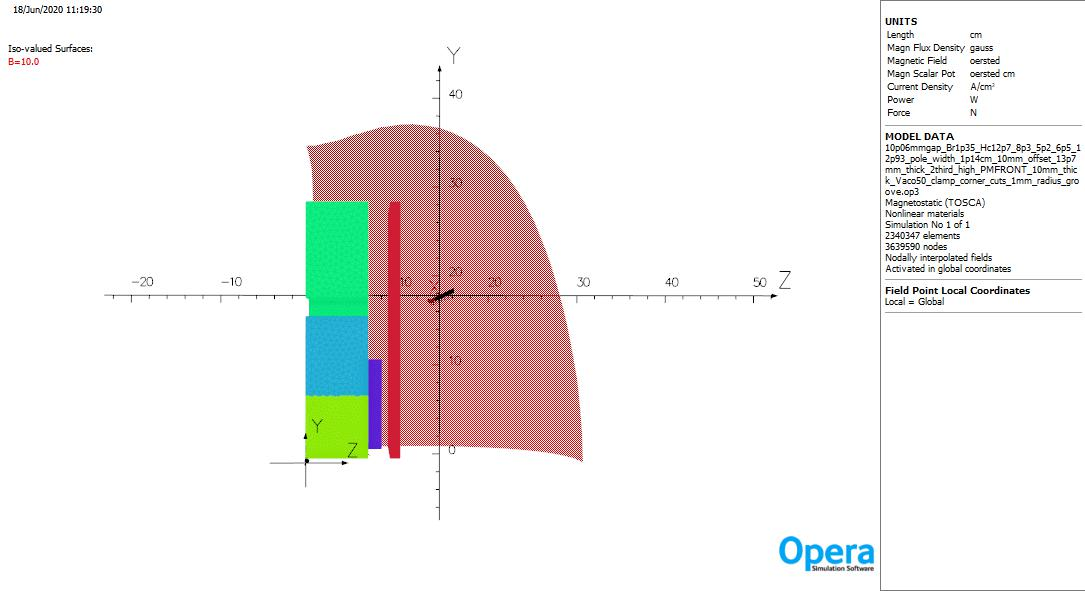 18/Jun/2020 11:19:30
Iso-valued Surfaces:
B=10.0
Y
40
30
20
-20
-10
10
20
30
40
50
Z
X
10
0
Y
Z
Opera
Simulation Software
UNITS
Length cm
Magn Flux Density gauss
Magnetic Field oersted
Magn Scalar Pot oersted cm
Current Density A/cm²
Power W
Force N
MODEL DATA
10p06mmgap_Br1p35_Hc12p7_8p3_5p2_6p5_1
2p93_pole_width_1p14cm_10mm_offset_13p7
mm_thick_2third_high_PMFRONT_10mm_thic
k_Vaco50_clamp_corner_cuts_1mm_radius_gro
ove.op3
Magnetostatic (TOSCA)
Nonlinear materials
Simulation No 1 of 1
2340347 elements
3639590 nodes
Nodally interpolated fields
Activated in global coordinates
Field Point Local Coordinates
Local = Global